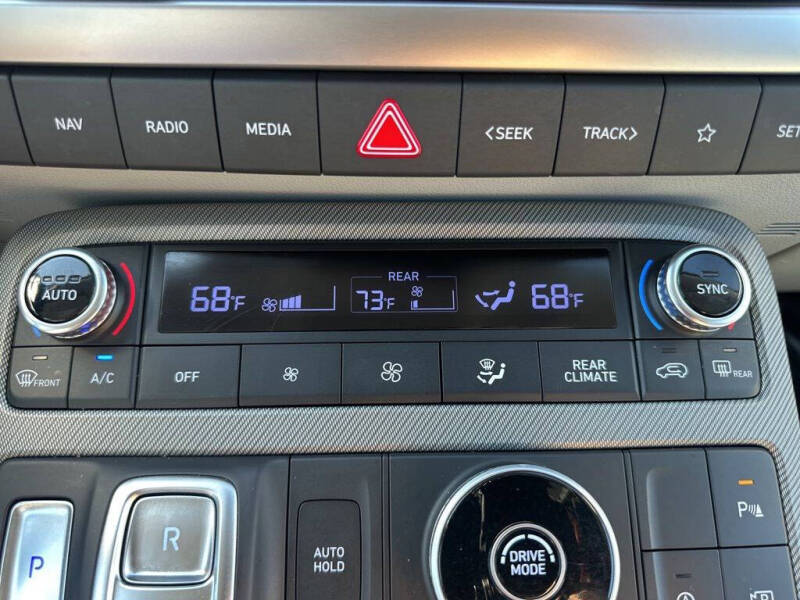 NAV RADIO MEDIA <SEEK TRACK> SET
AUTO 68°F REAR 73°F 68°F SYNC
FRONT A/C OFF REAR CLIMATE REAR
P R AUTO HOLD DRIVE MODE P